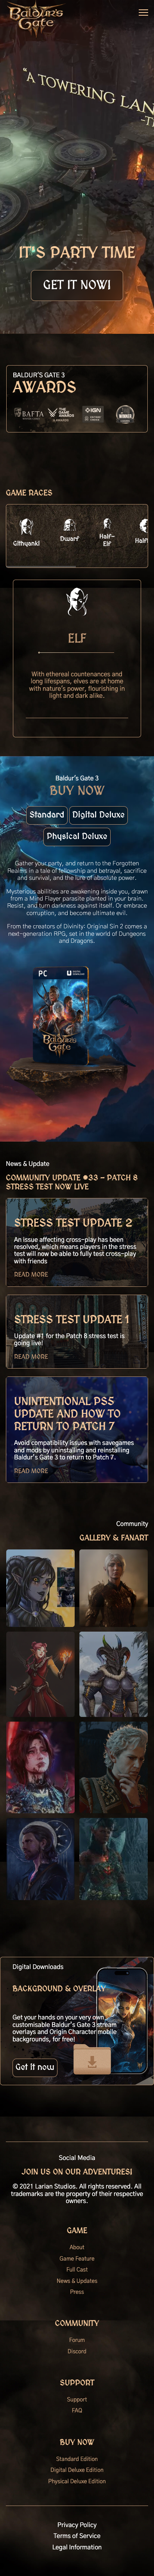 BALDUR'S
GATE
"A TOWERING LAN
IT'S PARTY TIME
GET IT NOW!
BALDUR'S GATE 3
AWARDS
BAFTA
THE GAME AWARDS
IGN
WINNER
GAME RACES
Githyanki
Dwarf
Half-
Elf
Half
ELF
With ethereal countenances and
long lifespans, elves are at home
with nature's power, flourishing in
light and dark alike.
Baldur's Gate 3
BUY NOW
Standard
Digital Deluxe
Physical Deluxe
Gather your party, and return to the Forgotten
Realms in a tale of fellowship and betrayal, sacrifice
and survival, and the lure of absolute power.
Mysterious abilities are awakening inside you, drawn
from a Mind Flayer parasite planted in your brain.
Resist, and turn darkness against itself. Or embrace
corruption, and become ultimate evil.
From the creators of Divinity: Original Sin 2 comes a
next-generation RPG, set in the world of Dungeons
and Dragons.
PC
BALDUR'S
GATE
News & Update
COMMUNITY UPDATE #33 - PATCH 8
STRESS TEST NOW LIVE
STRESS TEST UPDATE 2
An issue affecting cross-play has been
resolved, which means players in the stress
test will now be able to fully test cross-play
with friends
READ MORE
STRESS TEST UPDATE 1
Update #1 for the Patch 8 stress test is
going live!
READ MORE
UNINTENTIONAL PS5
UPDATE AND HOW TO
RETURN TO PATCH 7
Avoid compatibility issues with savegames
and mods by uninstalling and reinstalling
Baldur's Gate 3 to return to Patch 7.
READ MORE
Community
GALLERY & FANART
Digital Downloads
BACKGROUND & OVERLAY
Get your hands on your very own
customisable Baldur's Gate 3 stream
overlays and Origin Character mobile
backgrounds, for free!
Get it now
Social Media
JOIN US ON OUR ADVENTURES!
© 2021 Larian Studios. All rights reserved. All
trademarks are the property of their respective
owners.
GAME
About
Game Feature
Full Cast
News & Updates
Press
COMMUNITY
Forum
Discord
SUPPORT
Support
FAQ
BUY NOW
Standard Edition
Digital Deluxe Edition
Physical Deluxe Edition
Privacy Policy
Terms of Service
Legal Information